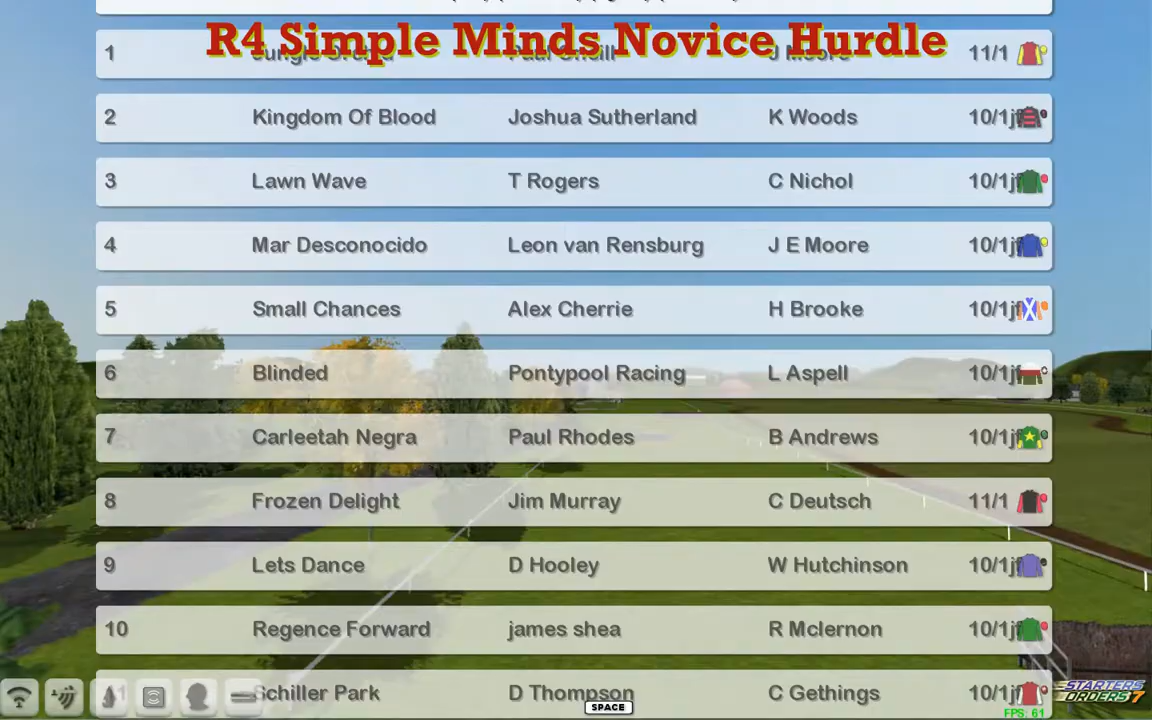 R4 Simple Minds Novice Hurdle
1 J Moore 11/1
2 Kingdom Of Blood Joshua Sutherland K Woods 10/1jf
3 Lawn Wave T Rogers C Nichol 10/1jf
4 Mar Desconocido Leon van Rensburg J E Moore 10/1jf
5 Small Chances Alex Cherrie H Brooke 10/1jf
6 Blinded Pontypool Racing L Aspell 10/1jf
7 Carleetah Negra Paul Rhodes B Andrews 10/1jf
8 Frozen Delight Jim Murray C Deutsch 11/1
9 Lets Dance D Hooley W Hutchinson 10/1jf
10 Regence Forward james shea R Mclernon 10/1jf
11 Schiller Park D Thompson C Gethings 10/1jf
SPACE
STARTERS ORDERS 7
FPS: 61